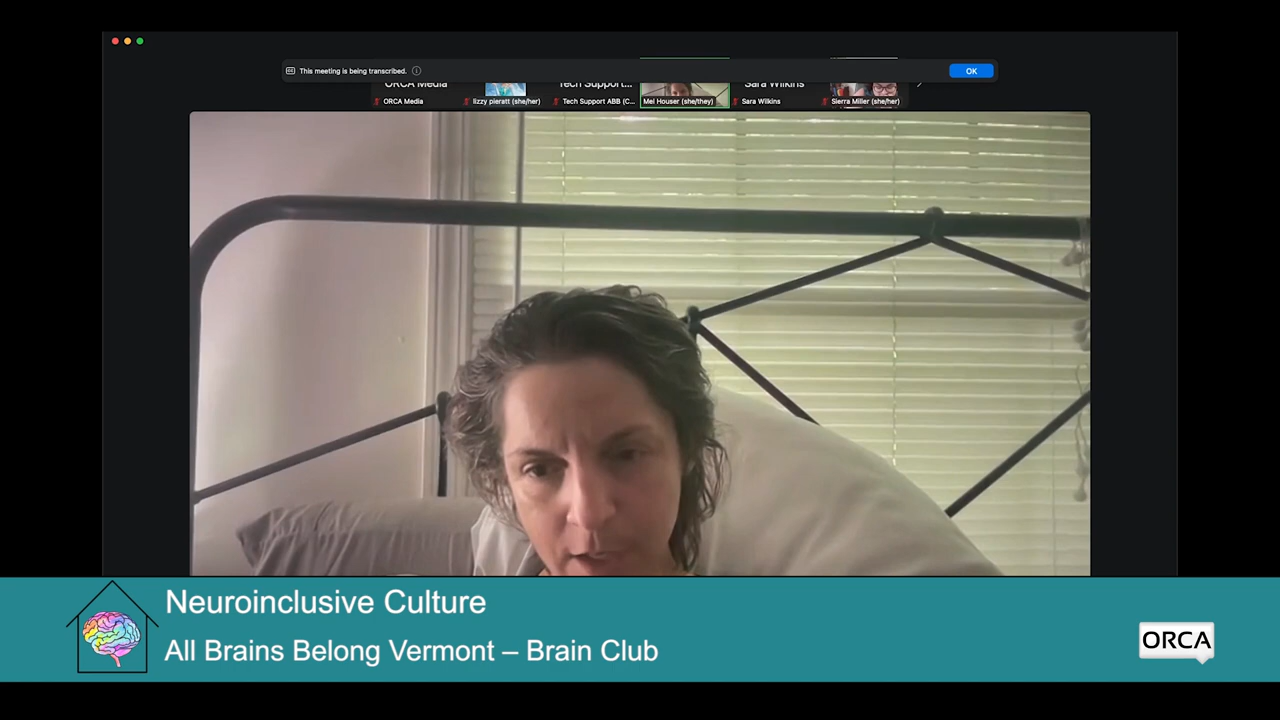 This meeting is being transcribed.
OK
ORCA Media
Tech Support...
Sara Wilkins
ORCA Media
lizzy pieratt (she/her)
Tech Support ABB (C...
Mel Houser (she/they)
Sara Wilkins
Sierra Miller (she/her)
Neuroinclusive Culture
All Brains Belong Vermont – Brain Club
ORCA